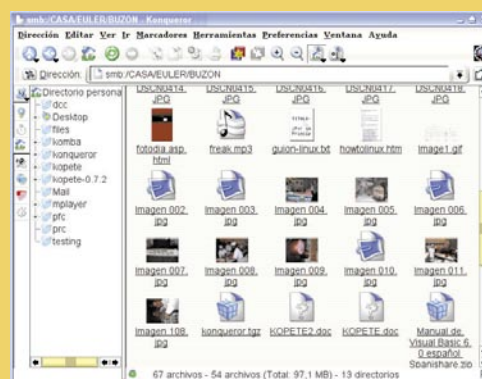 smb:/CASA/EULER/BUZON - Konqueror
Dirección Editar Ver Ir Marcadores Herramientas Preferencias Ventana Ayuda
Dirección: smb:/CASA/EULER/BUZON
Directorio persona
dcc
Desktop
files
komba
konqueror
kopete
kopete-0.7.2
Mail
mplayer
pfc
prc
testing
DSCN0414. DSCN0415. DSCN0416. DSCN0417. DSCN0418.
JPG JPG JPG JPG JPG
fotodia.asp. freak.mp3 guion-linux.txt howtolinux.htm Image1.gif
html
Imagen 002. Imagen 003. Imagen 004. Imagen 005. Imagen 006.
jpg jpg jpg jpg jpg
Imagen 007. Imagen 008. Imagen 009. Imagen 010. Imagen 011.
jpg jpg jpg jpg jpg
Imagen 108. konqueror.tgz KOPETE2.doc KOPETE.doc Manual de
jpg Visual Basic 6.
0 español
Spanishare.zip
67 archivos - 54 archivos (Total: 97,1 MB) - 13 directorios